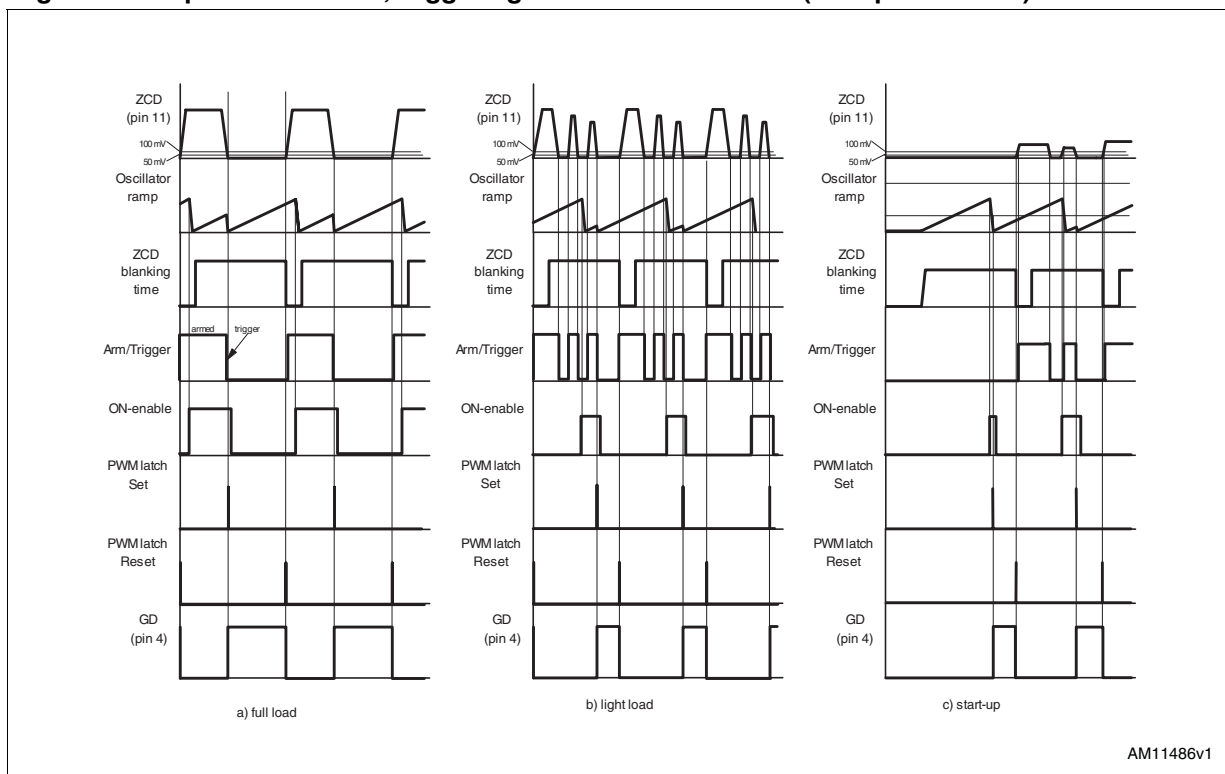 ZCD
(pin 11)
100 mV
50 mV
Oscillator
ramp
ZCD
blanking
time
armed
trigger
Arm/Trigger
ON-enable
PWM latch
Set
PWM latch
Reset
GD
(pin 4)
a) full load
ZCD
(pin 11)
100 mV
50 mV
Oscillator
ramp
ZCD
blanking
time
Arm/Trigger
ON-enable
PWM latch
Set
PWM latch
Reset
GD
(pin 4)
b) light load
ZCD
(pin 11)
100 mV
50 mV
Oscillator
ramp
ZCD
blanking
time
Arm/Trigger
ON-enable
PWM latch
Set
PWM latch
Reset
GD
(pin 4)
c) start-up
AM11486v1